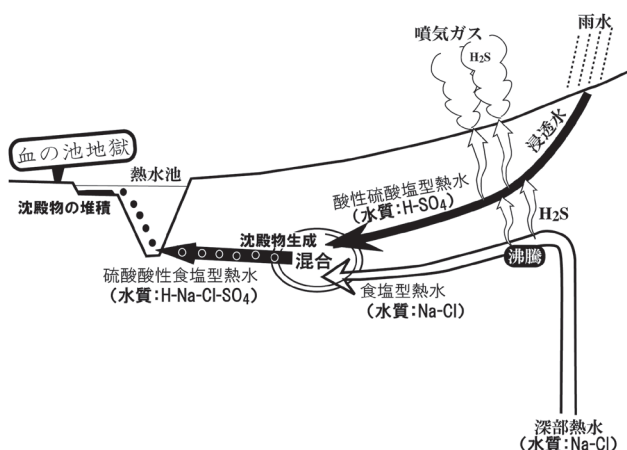 雨水
噴気ガス
H₂S
浸透水
血の池地獄
熱水池
沈殿物の堆積
酸性硫酸塩型熱水
(水質:H-SO₄)
H₂S
沈殿物生成
混合
沸騰
硫酸酸性食塩型熱水
(水質:H-Na-Cl-SO₄)
食塩型熱水
(水質:Na-Cl)
深部熱水
(水質:Na-Cl)